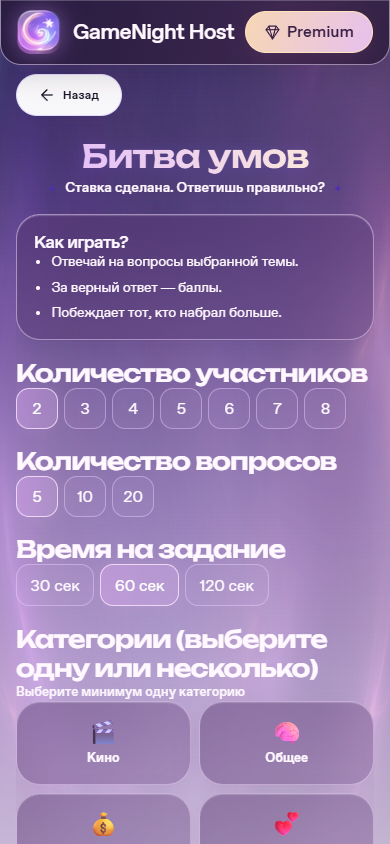 GameNight Host
Premium
Назад
Битва умов
Ставка сделана. Ответишь правильно?
Как играть?
• Отвечай на вопросы выбранной темы.
• За верный ответ — баллы.
• Побеждает тот, кто набрал больше.
Количество участников
2 3 4 5 6 7 8
Количество вопросов
5 10 20
Время на задание
30 сек 60 сек 120 сек
Категории (выберите
одну или несколько)
Выберите минимум одну категорию
Кино
Общее